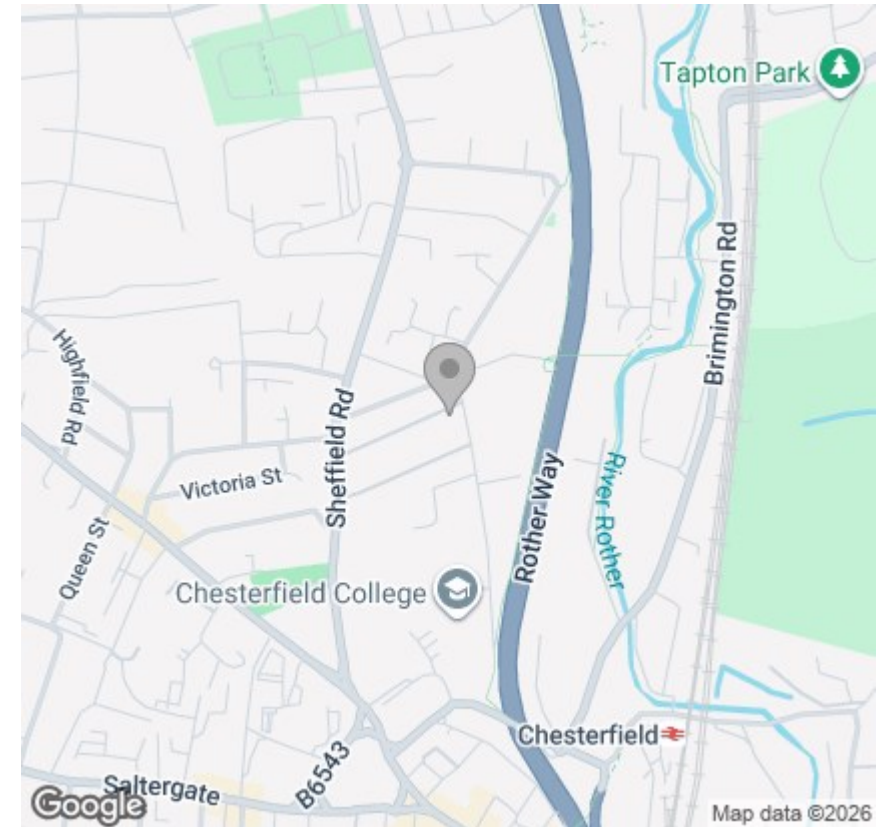 Tapton Park
Brimington Rd
Highfield Rd
Sheffield Rd
Victoria St
Queen St
Rother Way
River Rother
Chesterfield College
Chesterfield
B6543
Saltergate
Google
Map data ©2026